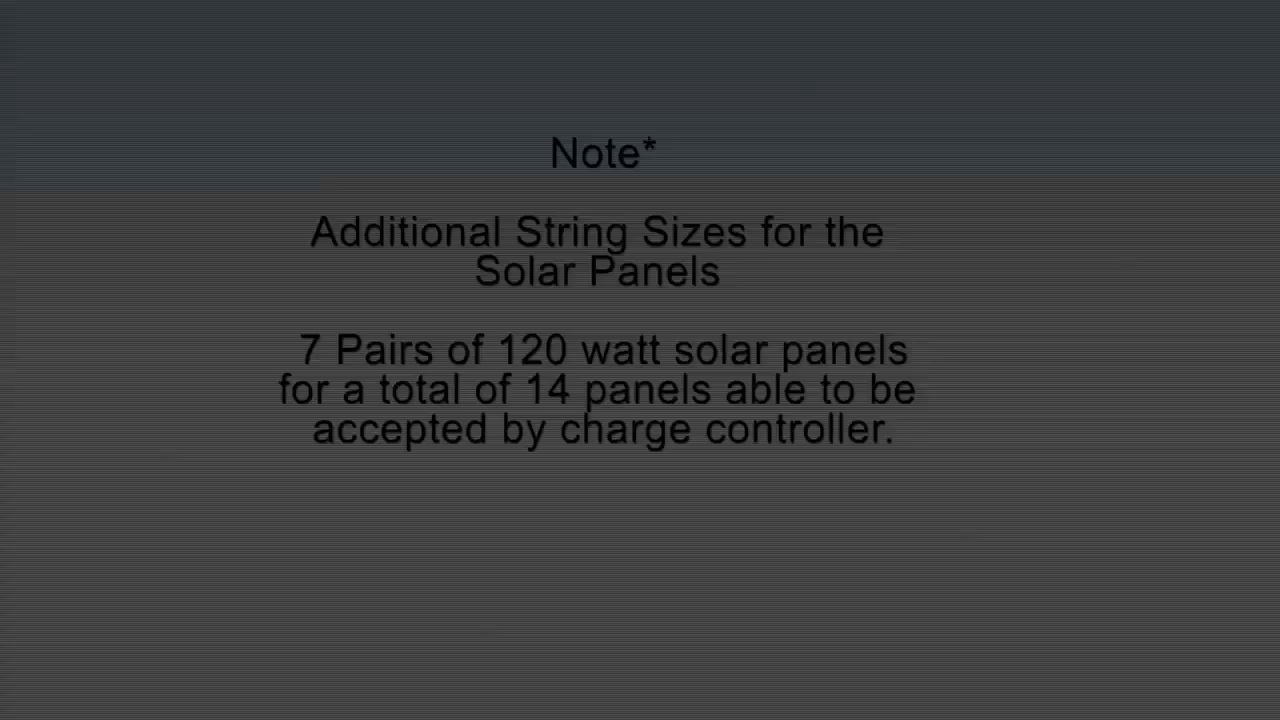 Note*
Additional String Sizes for the
Solar Panels
7 Pairs of 120 watt solar panels
for a total of 14 panels able to be
accepted by charge controller.